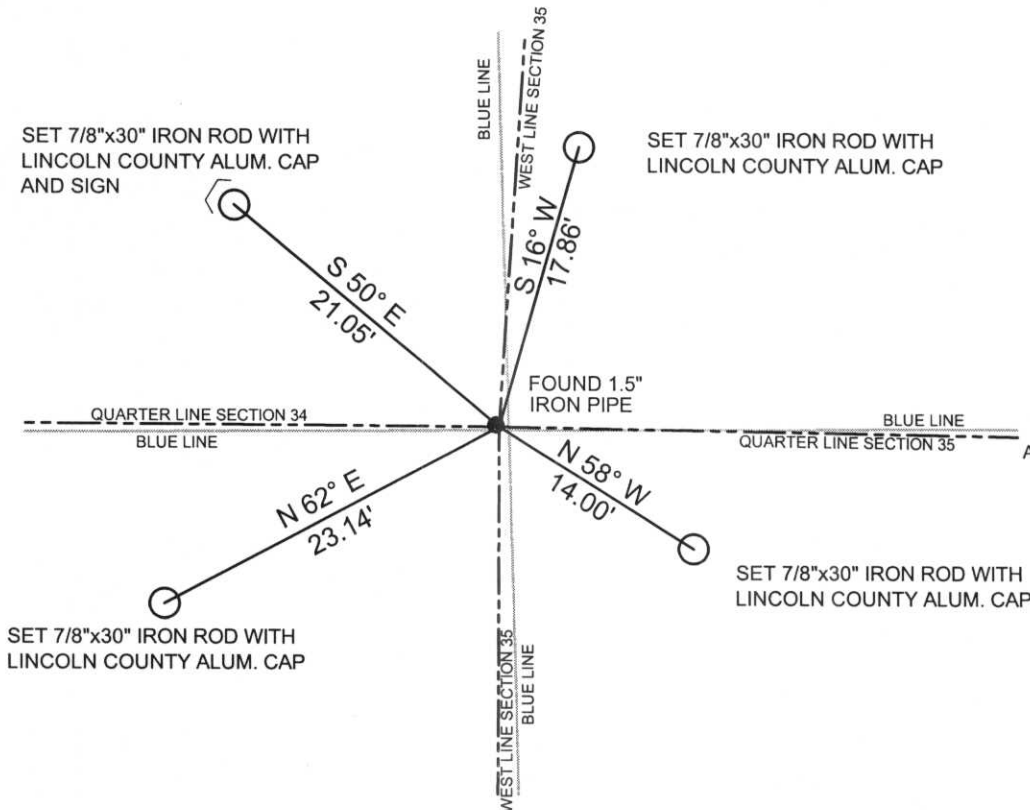 WEST LINE SECTION 35
BLUE LINE
SET 7/8"x30" IRON ROD WITH
LINCOLN COUNTY ALUM. CAP
AND SIGN
SET 7/8"x30" IRON ROD WITH
LINCOLN COUNTY ALUM. CAP
S 16° W
17.86'
S 50° E
21.05'
FOUND 1.5"
IRON PIPE
QUARTER LINE SECTION 34
BLUE LINE
BLUE LINE
QUARTER LINE SECTION 35
A
N 62° E
23.14'
N 58° W
14.00'
SET 7/8"x30" IRON ROD WITH
LINCOLN COUNTY ALUM. CAP
SET 7/8"x30" IRON ROD WITH
LINCOLN COUNTY ALUM. CAP
WEST LINE SECTION 35
BLUE LINE